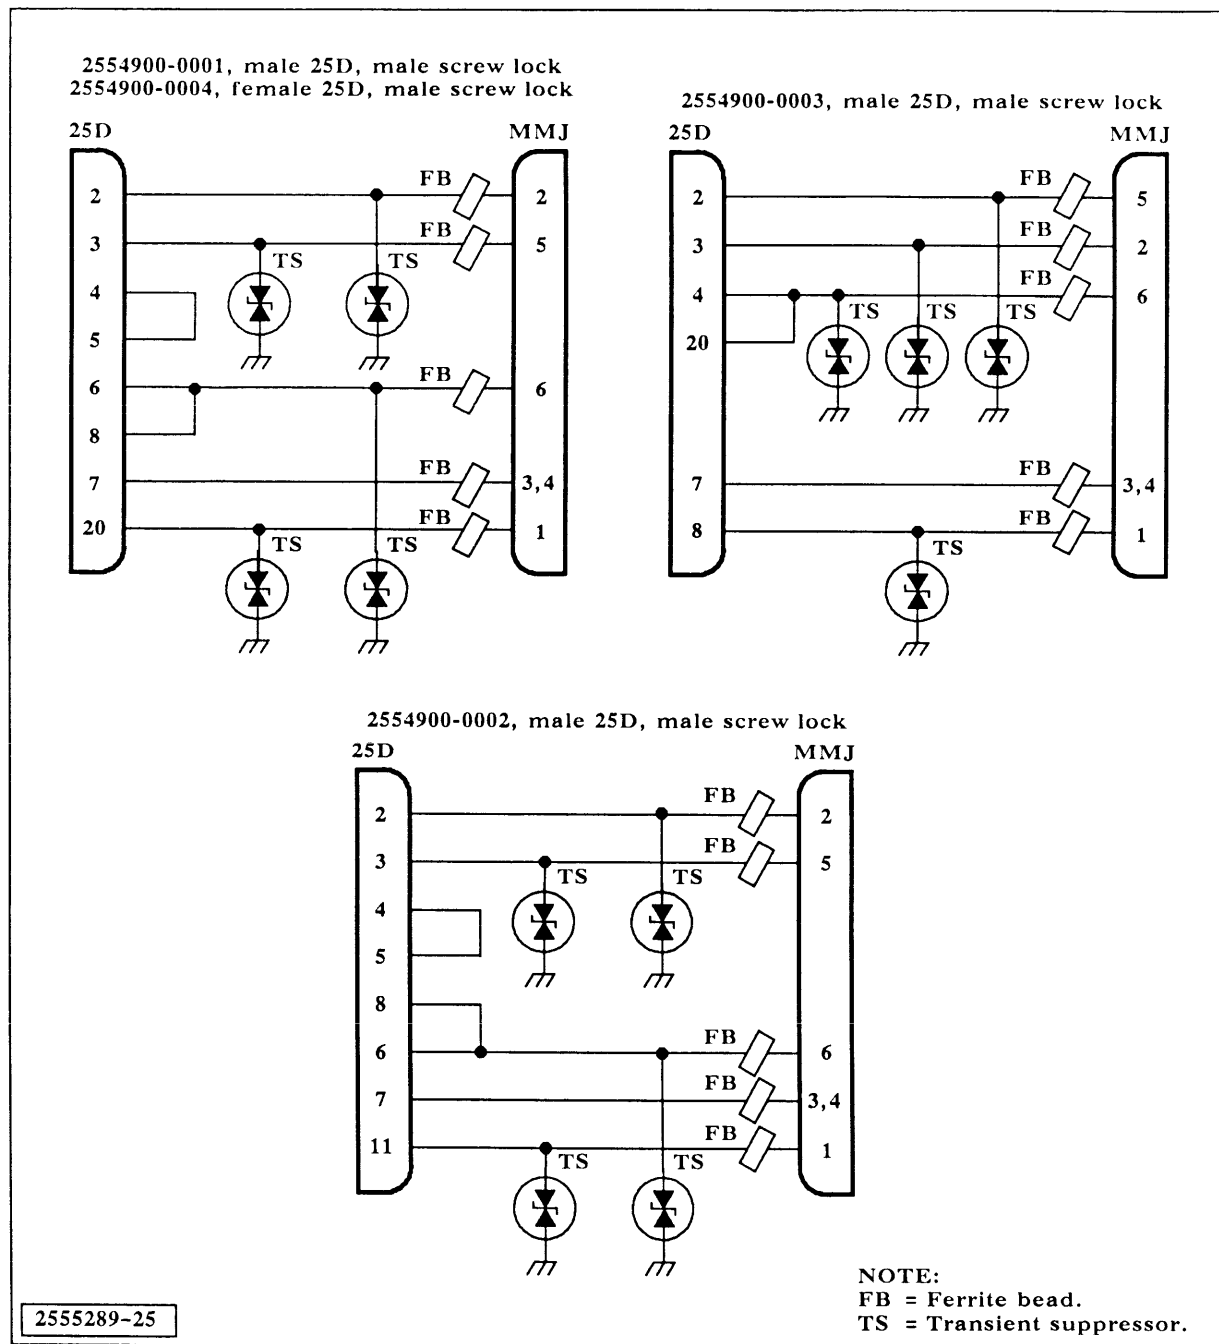 2554900-0001, male 25D, male screw lock
2554900-0004, female 25D, male screw lock
25D
MMJ
2
FB
2
3
FB
5
TS
TS
4
5
6
FB
6
8
7
FB
3,4
20
FB
1
TS
TS
2554900-0003, male 25D, male screw lock
25D
MMJ
2
FB
5
3
FB
2
4
FB
6
TS
TS
TS
20
7
FB
3,4
8
FB
1
TS
2554900-0002, male 25D, male screw lock
25D
MMJ
2
FB
2
3
FB
5
TS
TS
4
5
8
6
FB
6
7
FB
3,4
11
FB
1
TS
TS
NOTE:
FB = Ferrite bead.
TS = Transient suppressor.
2555289-25